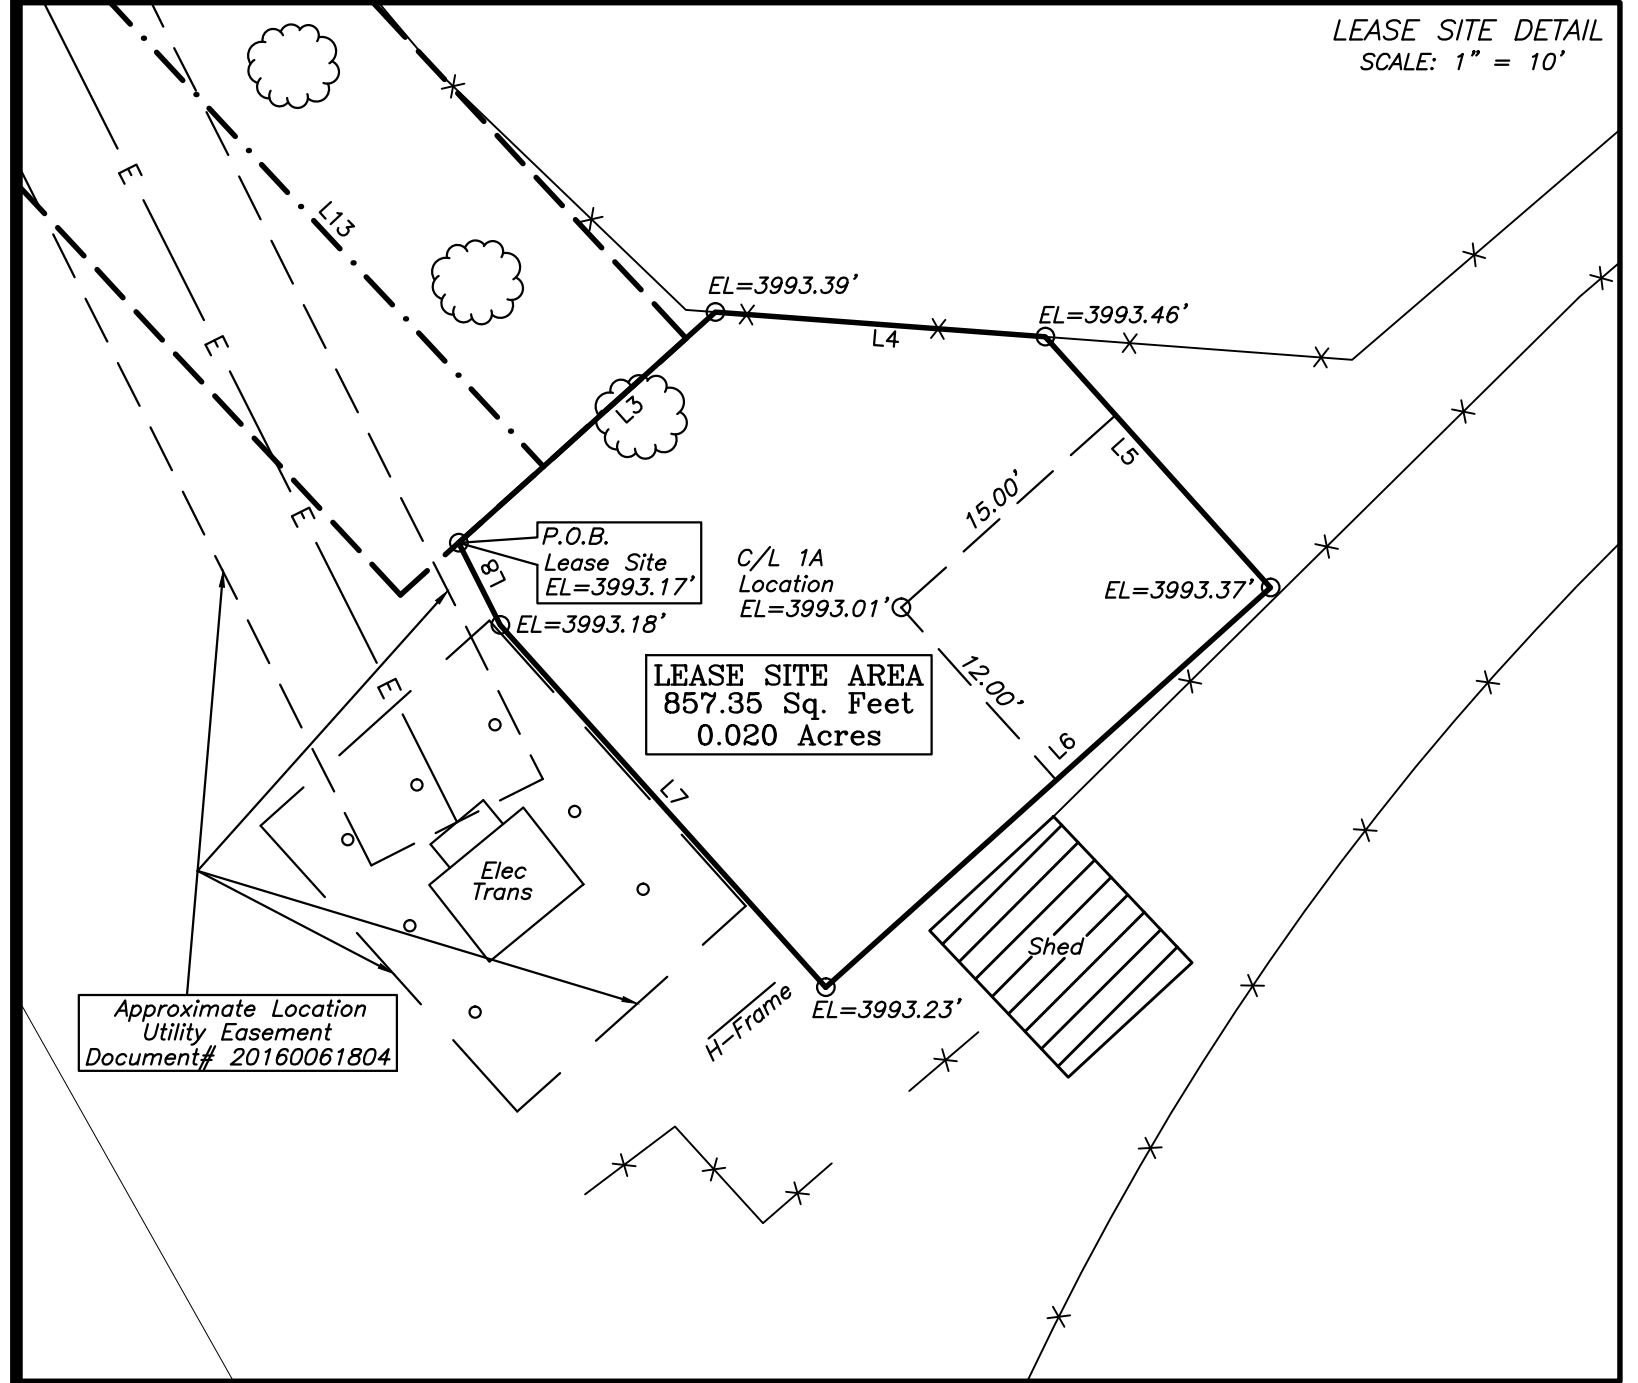 LEASE SITE DETAIL
SCALE: 1" = 10'
E
L13
EL=3993.39'
EL=3993.46'
L4
E
L3
L5
15.00'
E
P.O.B.
Lease Site
EL=3993.17'
L8
C/L 1A
Location
EL=3993.01'
EL=3993.37'
EL=3993.18'
LEASE SITE AREA
857.35 Sq. Feet
0.020 Acres
12.00'
E
L6
L7
Elec
Trans
Shed
Approximate Location
Utility Easement
Document# 20160061804
H-Frame
EL=3993.23'